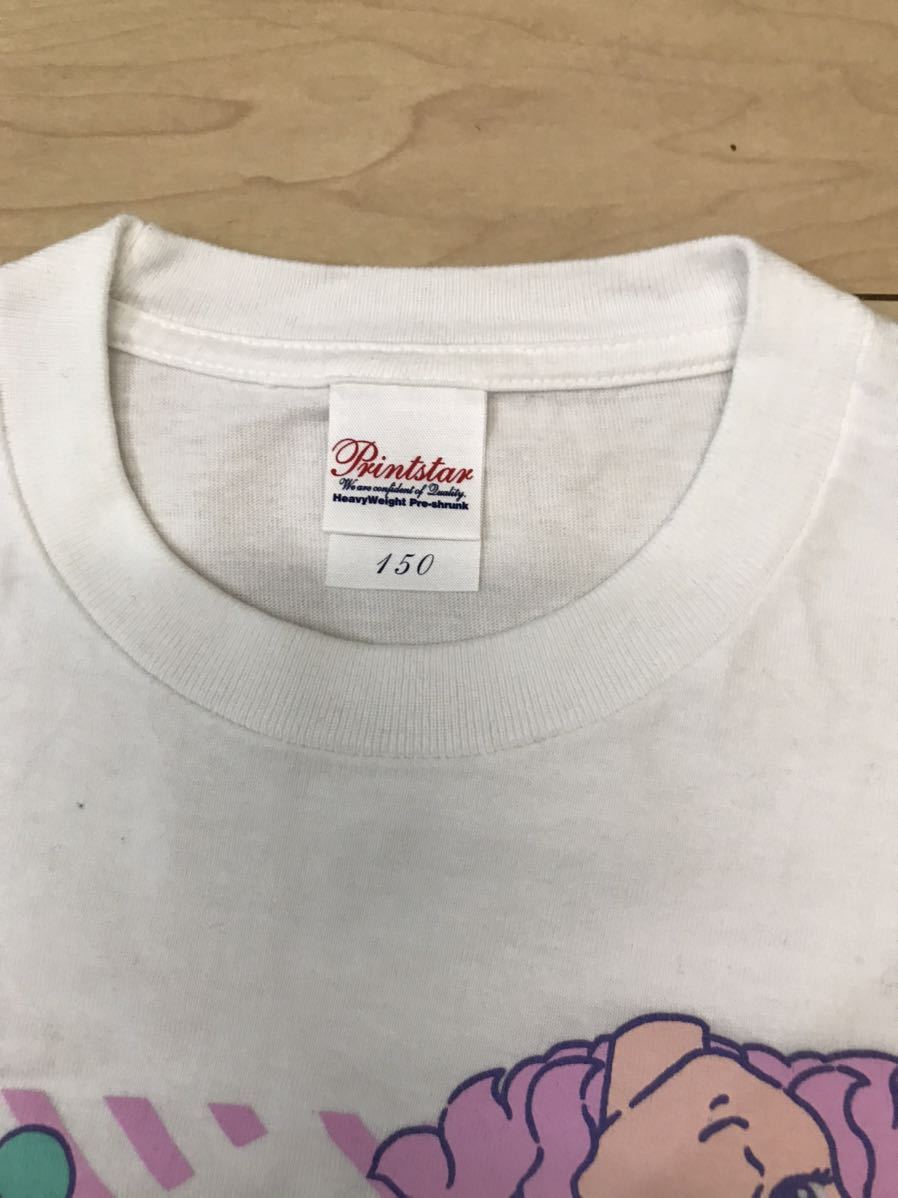 Printstar
We are confident of Quality.
HeavyWeight Pre-shrunk
150